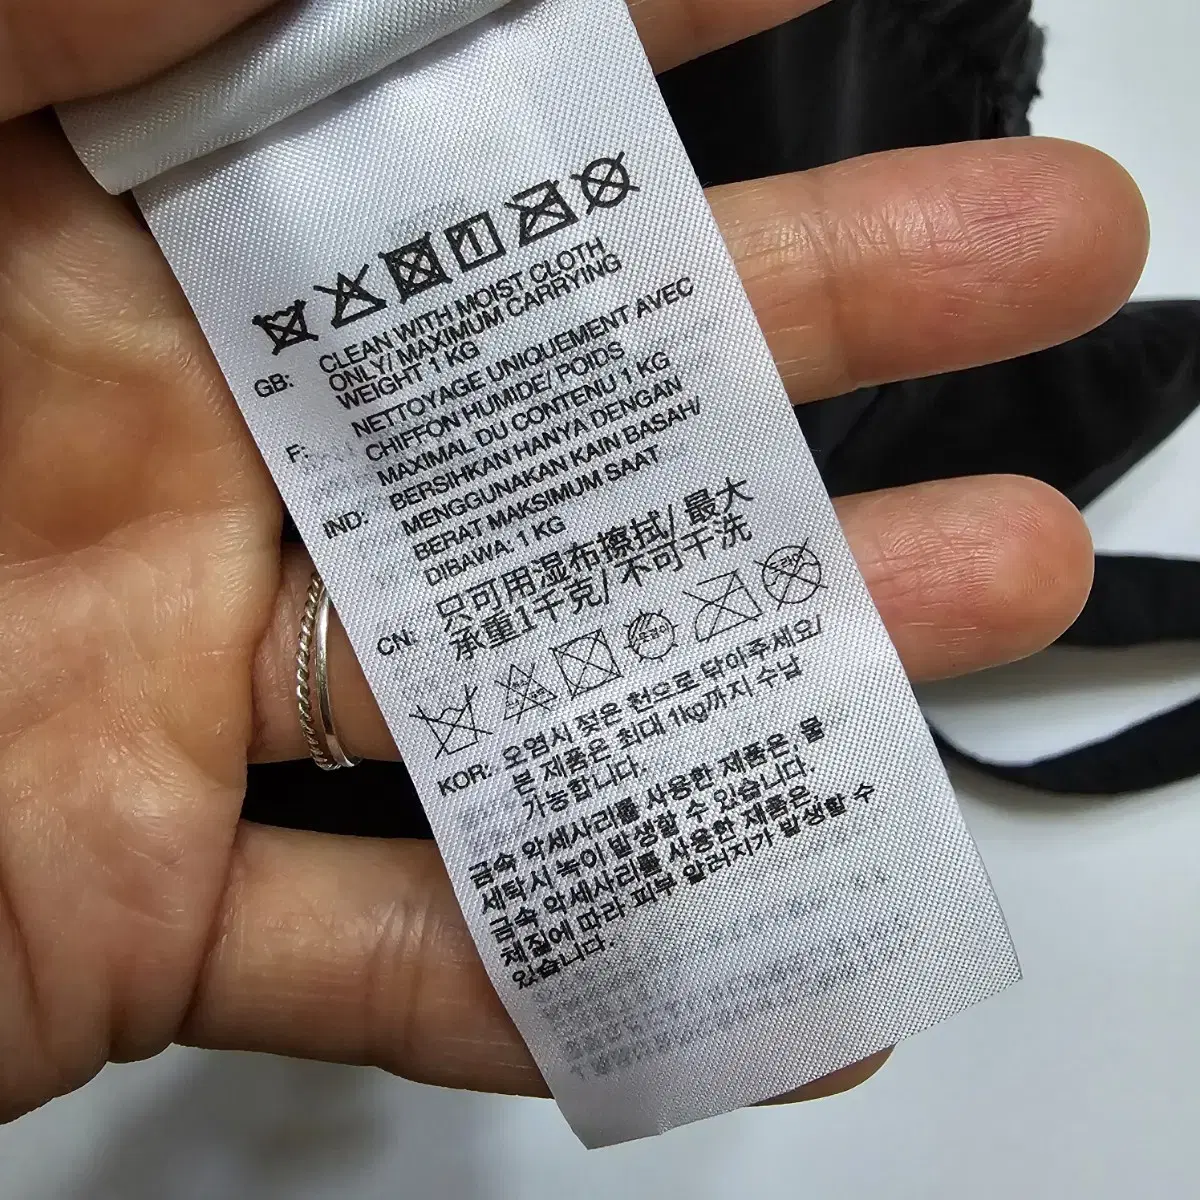 GB: CLEAN WITH MOIST CLOTH
ONLY/ MAXIMUM CARRYING
WEIGHT 1 KG
F: NETTOYAGE UNIQUEMENT AVEC
CHIFFON HUMIDE/ POIDS
MAXIMAL DU CONTENU 1 KG
IND: BERSIHKAN HANYA DENGAN
MENGGUNAKAN KAIN BASAH/
BERAT MAKSIMUM SAAT
DIBAWA: 1 KG
CN: 只可用湿布擦拭/ 最大
承重1千克/ 不可干洗
드라이
KOR: 오염시 젖은 천으로 닦아주세요/
본 제품은 최대 1kg까지 수납
가능합니다.
금속 악세사리를 사용한 제품은, 물
세탁시 녹이 발생할 수 있습니다.
금속 악세사리를 사용한 제품은,
체질에 따라 피부 알러지가 발생할 수
있습니다.